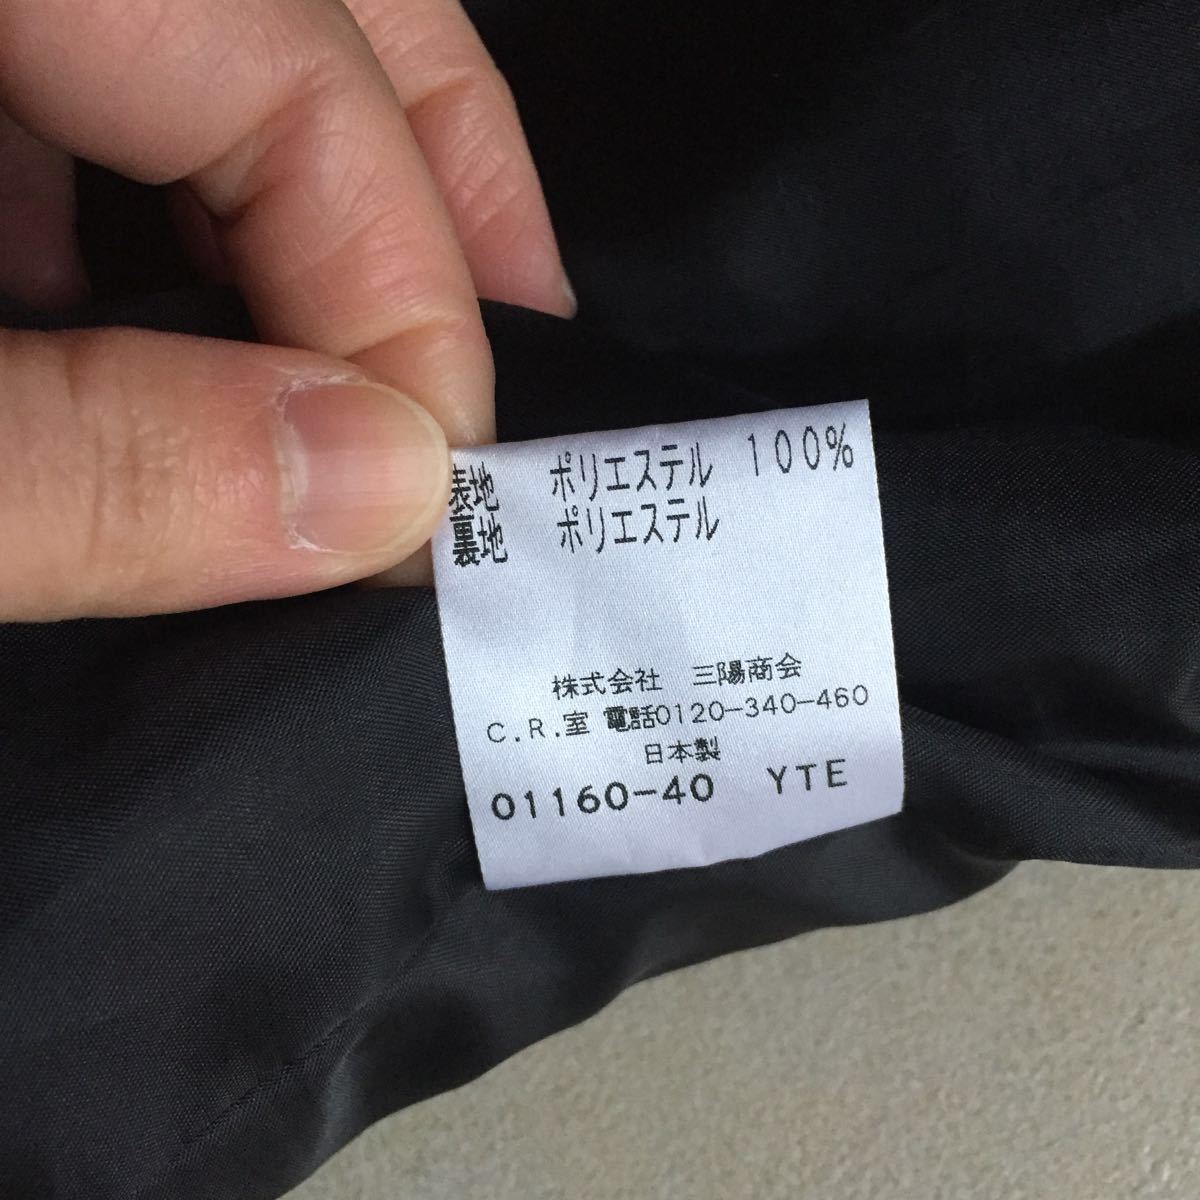 表地 ポリエステル 100%
裏地 ポリエステル
株式会社 三陽商会
C.R.室 電話0120-340-460
日本製
01160-40 YTE